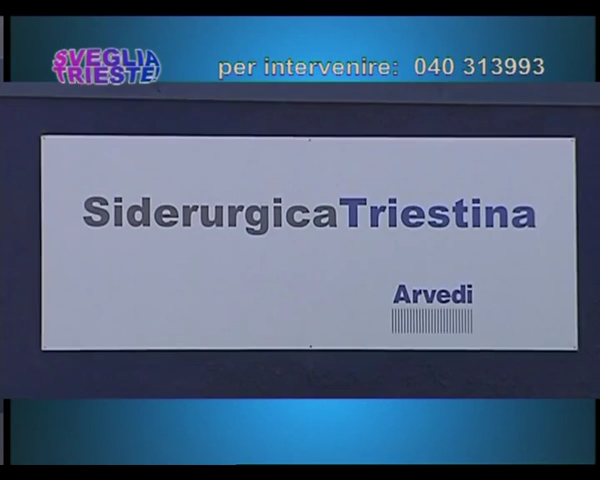 SVEGLIA
TRIESTE!
per intervenire: 040 313993
SiderurgicaTriestina
Arvedi